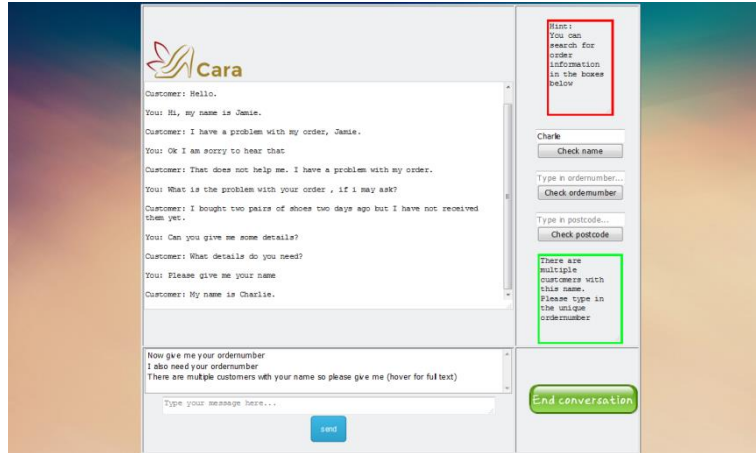 Cara
Customer: Hello.
You: Hi, my name is Jamie.
Customer: I have a problem with my order, Jamie.
You: Ok I am sorry to hear that
Customer: That does not help me. I have a problem with my order.
You: What is the problem with your order , if i may ask?
Customer: I bought two pairs of shoes two days ago but I have not received
them yet.
You: Can you give me some details?
Customer: What details do you need?
You: Please give me your name
Customer: My name is Charlie.
Now give me your ordernumber
I also need your ordernumber
There are multiple customers with your name so please give me (hover for full text)
Type your message here...
send
Hint:
You can
search for
order
information
in the boxes
below
Charlie
Check name
Type in ordernumber...
Check ordernumber
Type in postcode...
Check postcode
There are
multiple
customers with
this name.
Please type in
the unique
ordernumber
End conversation